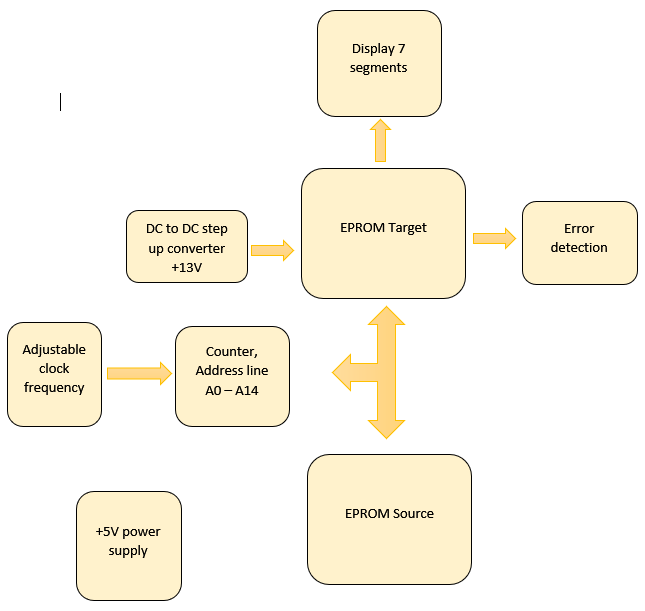 Display 7
segments
EPROM Target
DC to DC step
up converter
+13V
Error
detection
Adjustable
clock
frequency
Counter,
Address line
A0 – A14
EPROM Source
+5V power
supply